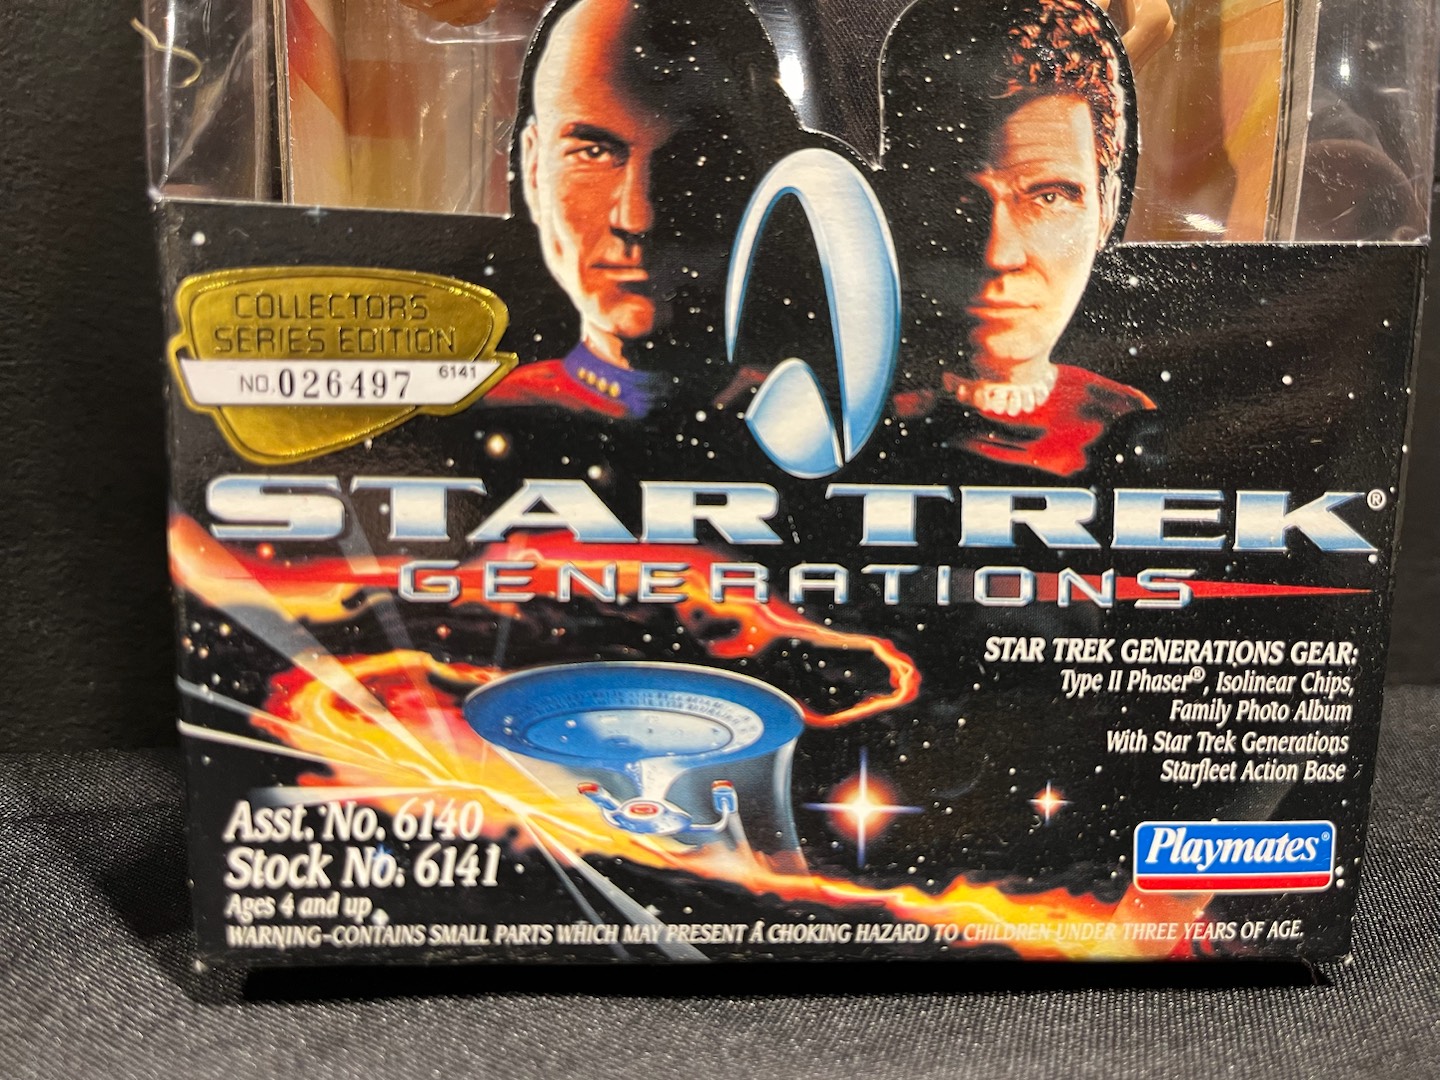 COLLECTORS
SERIES EDITION
NO. 026497 6141
STAR TREK®
GENERATIONS
STAR TREK GENERATIONS GEAR:
Type II Phaser®, Isolinear Chips,
Family Photo Album
With Star Trek Generations
Starfleet Action Base
Asst. No. 6140
Stock No. 6141
Ages 4 and up
Playmates®
WARNING-CONTAINS SMALL PARTS WHICH MAY PRESENT A CHOKING HAZARD TO CHILDREN UNDER THREE YEARS OF AGE.